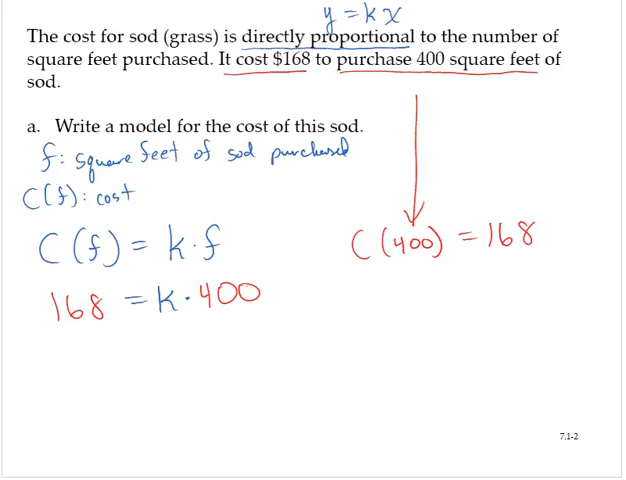 y = kx
The cost for sod (grass) is directly proportional to the number of
square feet purchased. It cost $168 to purchase 400 square feet of
sod.
a. Write a model for the cost of this sod.
f: square feet of sod purchased
C(f): cost
C(f) = k·f
C(400) = 168
168 = k·400
7.1-2